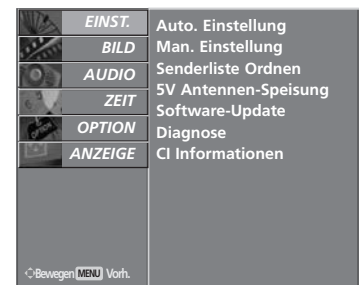 EINST.
BILD
AUDIO
ZEIT
OPTION
ANZEIGE
Auto. Einstellung
Man. Einstellung
Senderliste Ordnen
5V Antennen-Speisung
Software-Update
Diagnose
CI Informationen
Bewegen MENU Vorh.